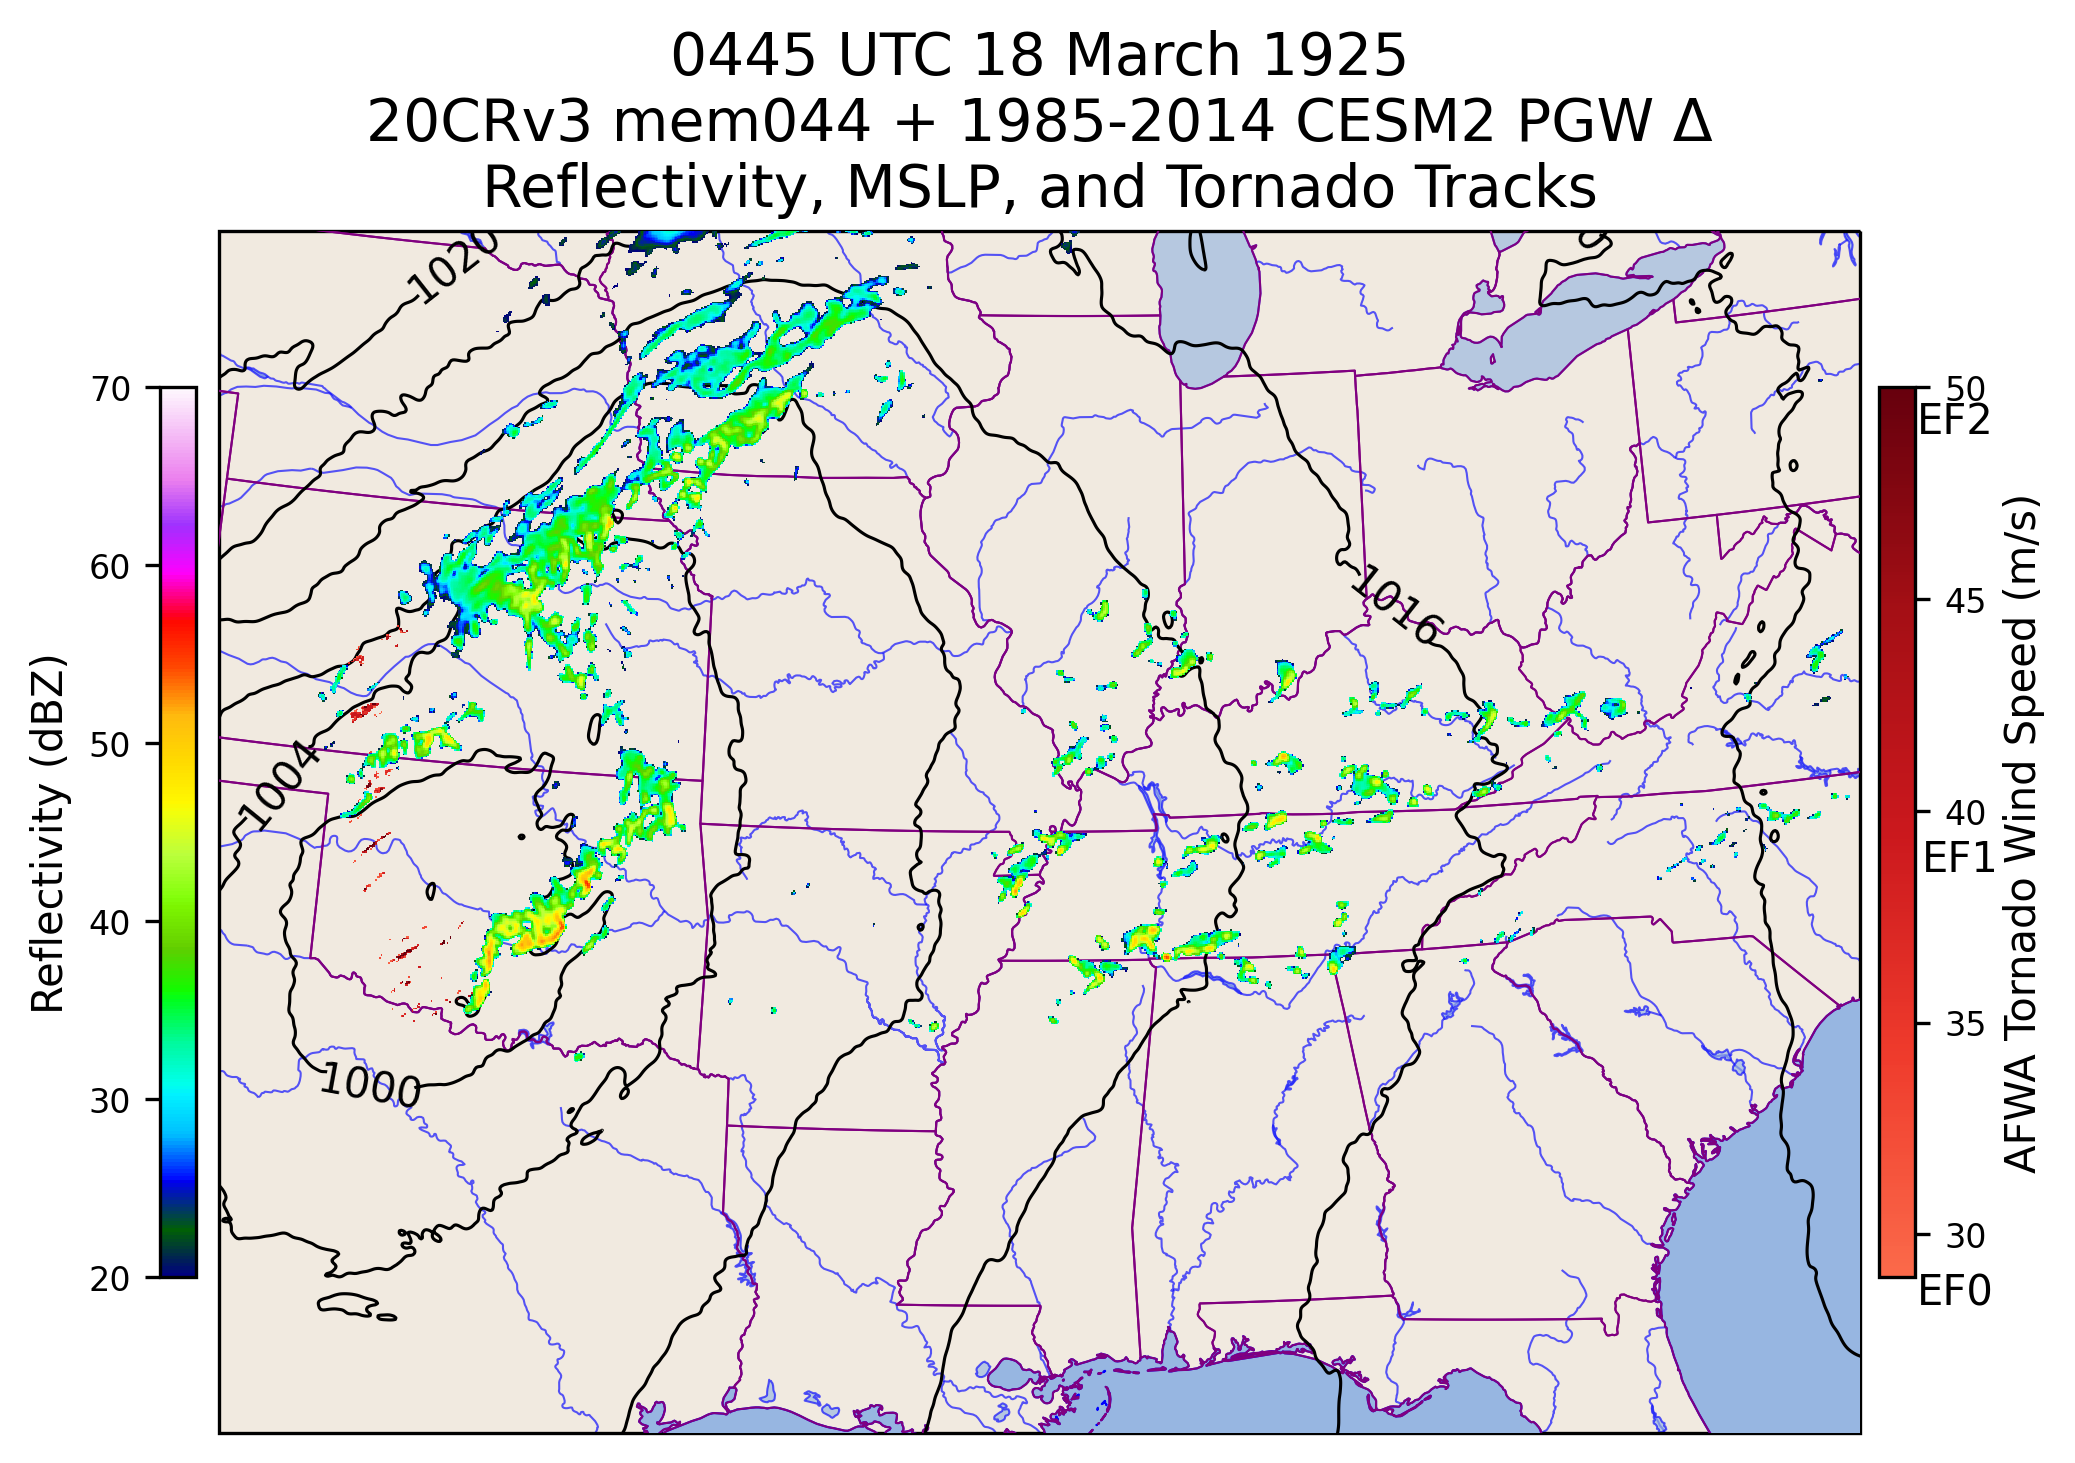 0445 UTC 18 March 1925
20CRv3 mem044 + 1985-2014 CESM2 PGW Δ
Reflectivity, MSLP, and Tornado Tracks
1020
1016
1004
1000
70
60
50
40
30
20
Reflectivity (dBZ)
50
EF2
45
40
EF1
35
30
EF0
AFWA Tornado Wind Speed (m/s)